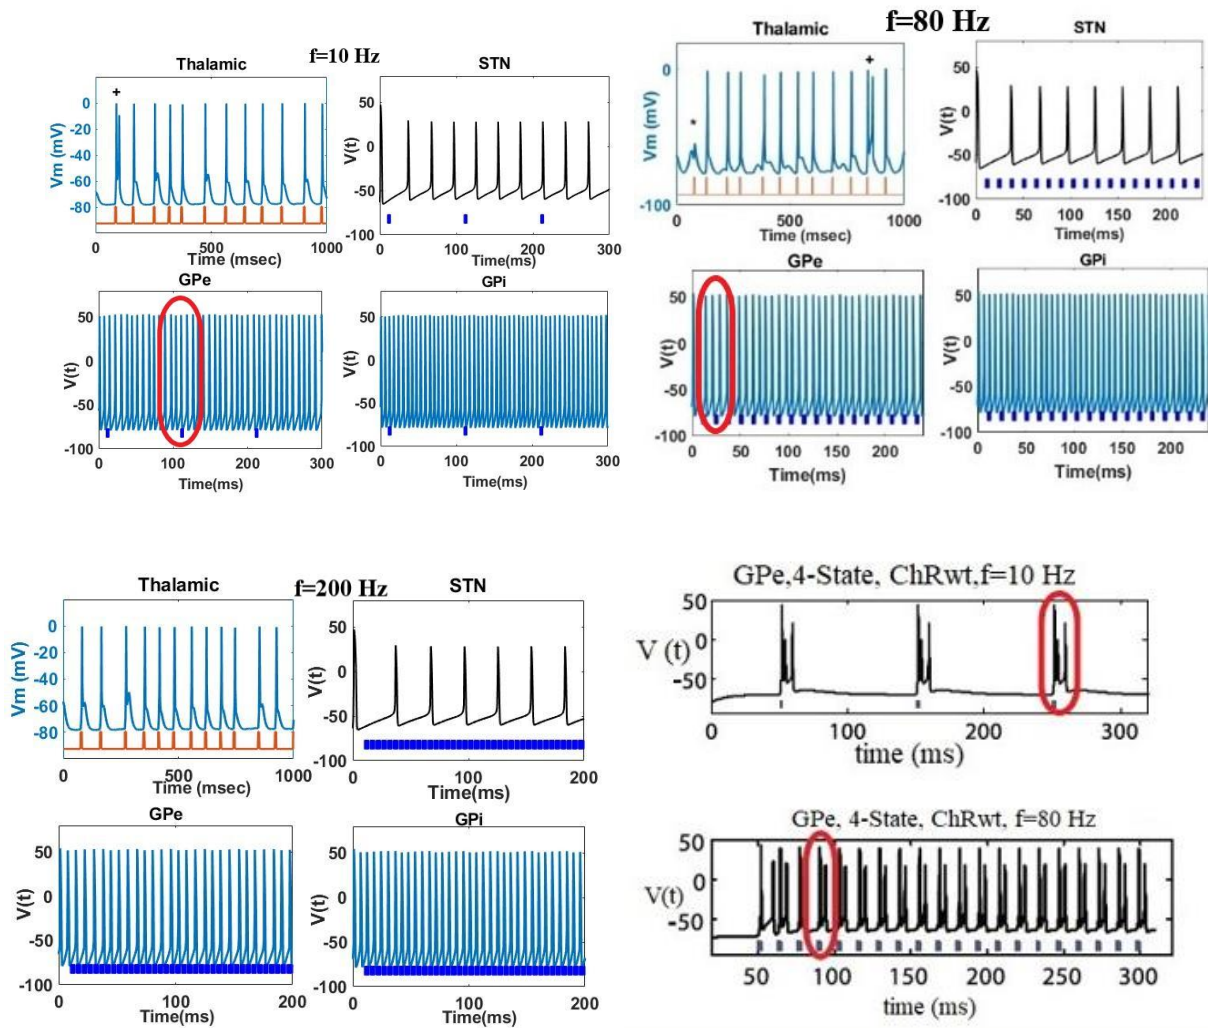 f=10 Hz
Thalamic
STN
+
Vm (mV)
0
-20
-40
-60
-80
0
500
1000
Time (msec)
V(t)
50
0
-50
-100
0
100
200
300
Time(ms)
GPe
GPi
V(t)
50
0
-50
-100
0
100
200
300
Time(ms)
V(t)
50
0
-50
-100
0
100
200
300
Time(ms)
f=80 Hz
Thalamic
STN
*
+
Vm (mV)
0
-100
0
500
1000
Time (msec)
V(t)
50
0
-50
-100
0
50
100
150
200
Time(ms)
GPe
GPi
V(t)
50
0
-50
-100
0
50
100
150
200
Time(ms)
V(t)
50
0
-50
-100
0
50
100
150
200
Time(ms)
f=200 Hz
Thalamic
STN
Vm (mV)
0
-20
-40
-60
-80
0
500
1000
Time (msec)
V(t)
50
0
-50
-100
0
100
200
Time(ms)
GPe
GPi
V(t)
50
0
-50
-100
0
100
200
Time(ms)
V(t)
50
0
-50
-100
0
100
200
Time(ms)
GPe,4-State, ChRwt,f=10 Hz
V (t)
50
0
-50
0
100
200
300
time (ms)
GPe, 4-State, ChRwt, f=80 Hz
V(t)
50
0
-50
50
100
150
200
250
300
time (ms)